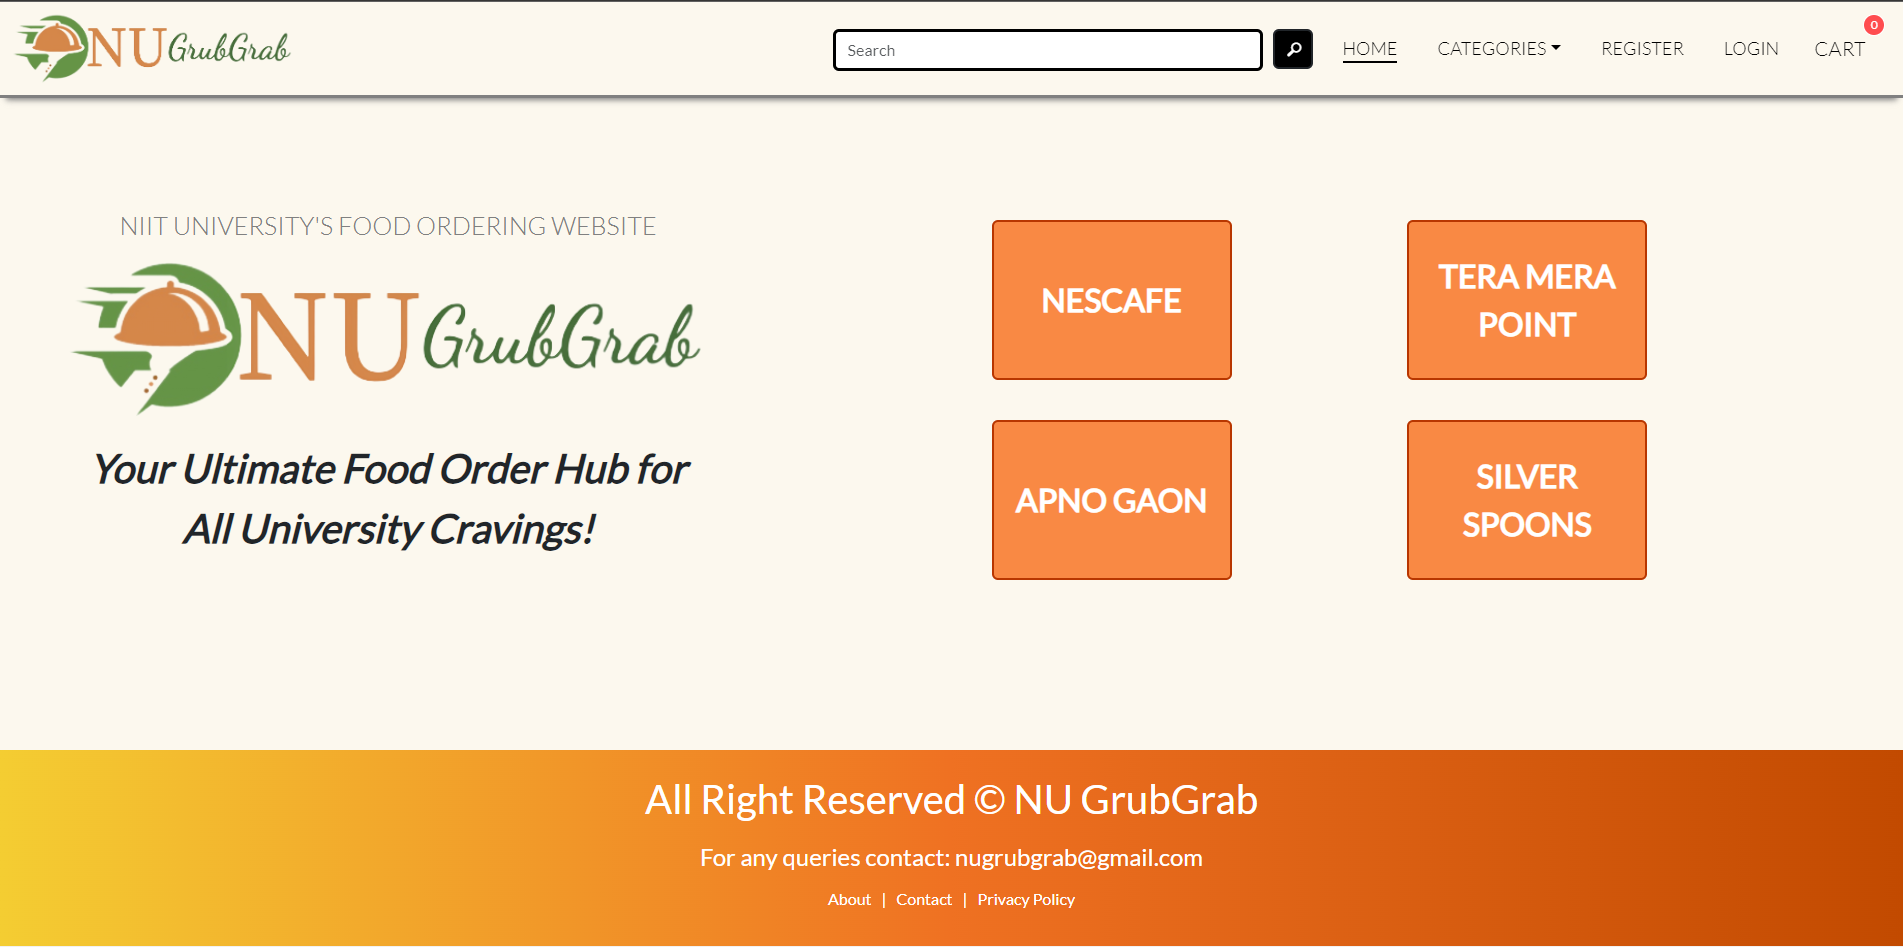 NU GrubGrab
Search
HOME
CATEGORIES
REGISTER
LOGIN
CART
0
NIIT UNIVERSITY'S FOOD ORDERING WEBSITE
NU GrubGrab
Your Ultimate Food Order Hub for
All University Cravings!
NESCAFE
TERA MERA
POINT
APNO GAON
SILVER
SPOONS
All Right Reserved © NU GrubGrab
For any queries contact: nugrubgrab@gmail.com
About | Contact | Privacy Policy